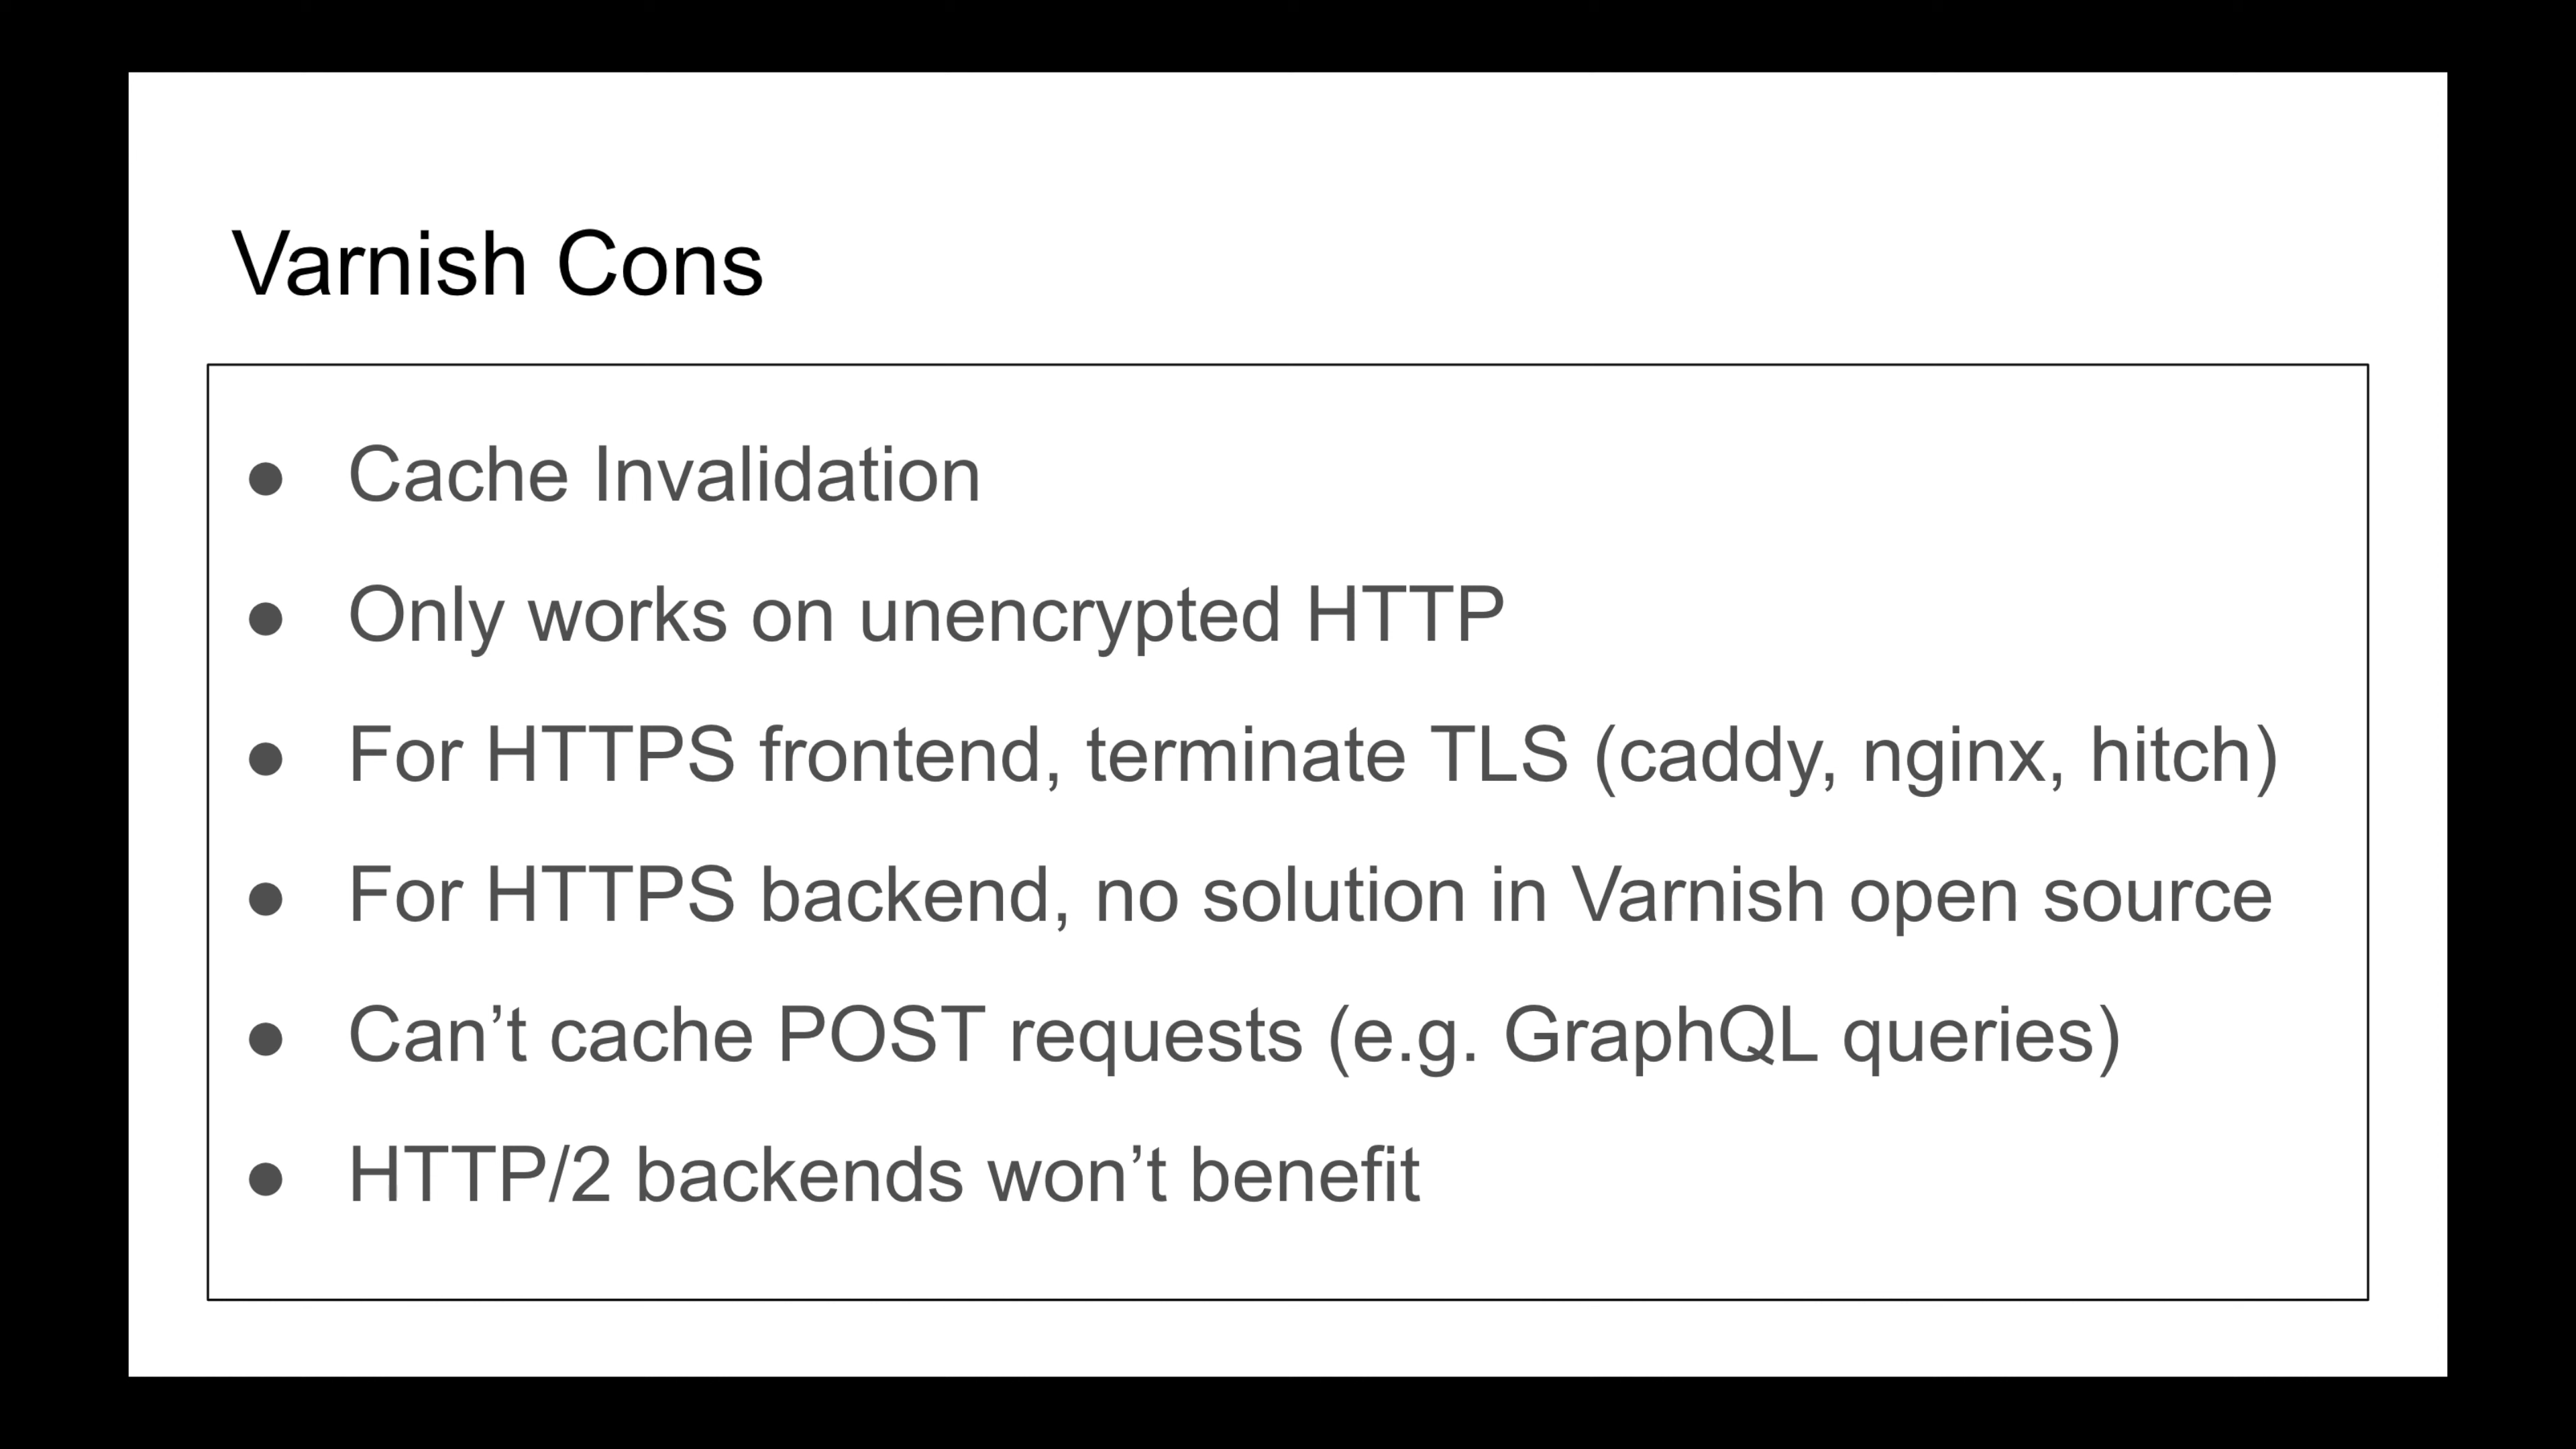 Varnish Cons
● Cache Invalidation
● Only works on unencrypted HTTP
● For HTTPS frontend, terminate TLS (caddy, nginx, hitch)
● For HTTPS backend, no solution in Varnish open source
● Can’t cache POST requests (e.g. GraphQL queries)
● HTTP/2 backends won’t benefit